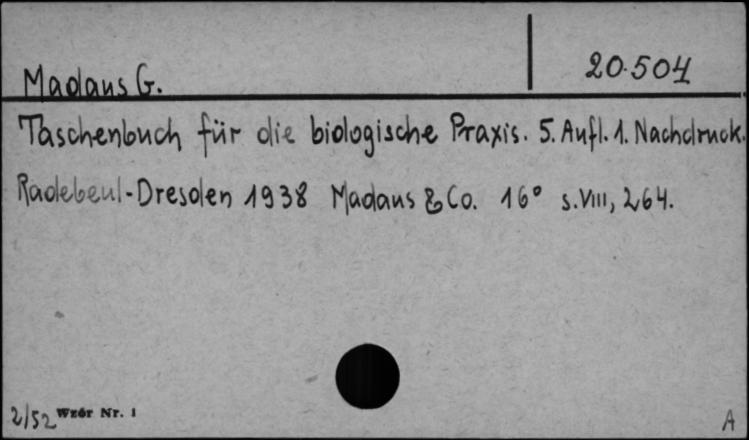 20.504
Madaus G.
Taschenbuch für die biologische Praxis. 5. Aufl. 1. Nachdruck.
Radebeul-Dresden 1938 Madaus & Co. 16° s. VIII, 264.
2/52 Wzór Nr. 1
A